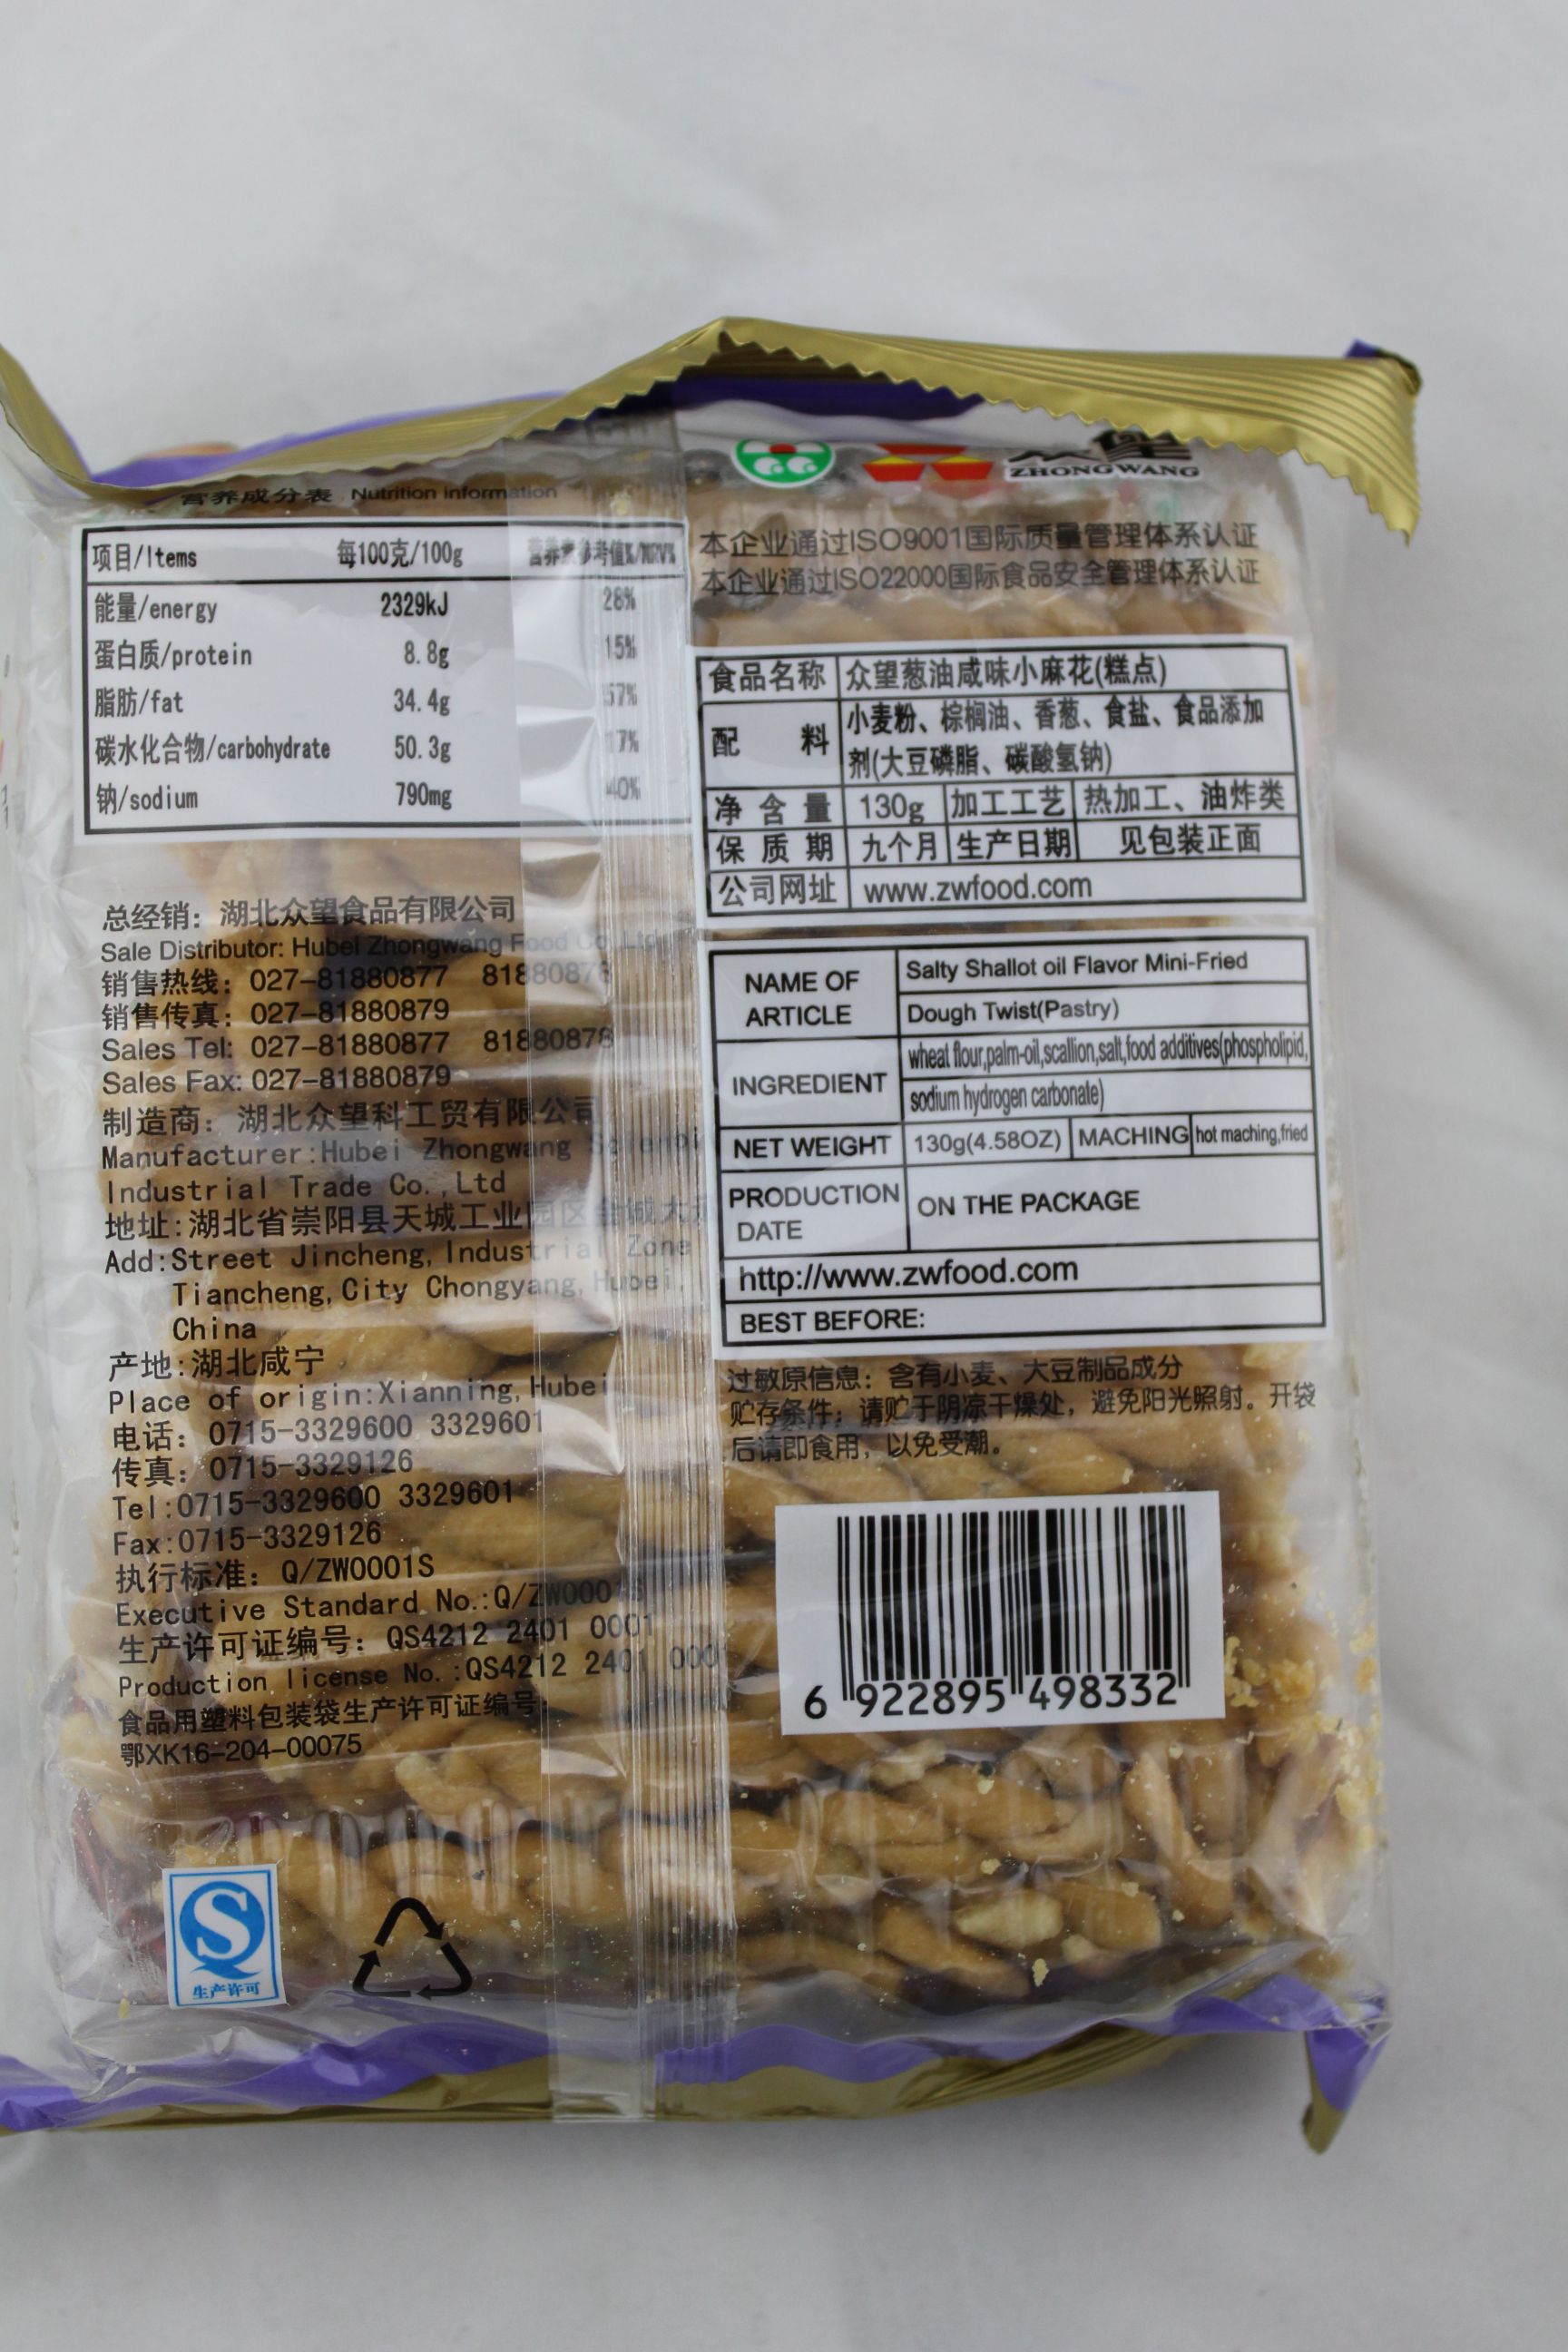 ZHONGWANG
营养成分表 Nutrition information
项目/Items 每100克/100g 营养素参考值%/NRV%
能量/energy 2329kJ 28%
蛋白质/protein 8.8g 15%
脂肪/fat 34.4g 57%
碳水化合物/carbohydrate 50.3g 17%
钠/sodium 790mg 40%
总经销：湖北众望食品有限公司
Sale Distributor: Hubei Zhongwang Food Co.,Ltd
销售热线：027-81880877 81880878
销售传真：027-81880879
Sales Tel: 027-81880877 81880878
Sales Fax: 027-81880879
制造商：湖北众望科工贸有限公司
Manufacturer:Hubei Zhongwang
Industrial Trade Co.,Ltd
地址:湖北省崇阳县天城工业园区金城大道
Add:Street Jincheng,Industrial Zone
Tiancheng,City Chongyang,Hubei,
China
产地:湖北咸宁
Place of origin:Xianning,Hubei
电话：0715-3329600 3329601
传真：0715-3329126
Tel:0715-3329600 3329601
Fax:0715-3329126
执行标准：Q/ZW0001S
Executive Standard No.:Q/ZW0001S
生产许可证编号：QS4212 2401 0001
Production license No.:QS4212 2401 0001
食品用塑料包装袋生产许可证编号:
鄂XK16-204-00075
生产许可
本企业通过ISO9001国际质量管理体系认证
本企业通过ISO22000国际食品安全管理体系认证
食品名称 众望葱油咸味小麻花(糕点)
配料 小麦粉、棕榈油、香葱、食盐、食品添加
剂(大豆磷脂、碳酸氢钠)
净含量 130g 加工工艺 热加工、油炸类
保质期 九个月 生产日期 见包装正面
公司网址 www.zwfood.com
NAME OF ARTICLE Salty Shallot oil Flavor Mini-Fried
Dough Twist(Pastry)
INGREDIENT wheat flour,palm-oil,scallion,salt,food additives(phospholipid,
sodium hydrogen carbonate)
NET WEIGHT 130g(4.58OZ) MACHING hot maching,fried
PRODUCTION DATE ON THE PACKAGE
http://www.zwfood.com
BEST BEFORE:
过敏原信息：含有小麦、大豆制品成分
贮存条件：请贮于阴凉干燥处，避免阳光照射。开袋
后请即食用，以免受潮。
6 922895 498332